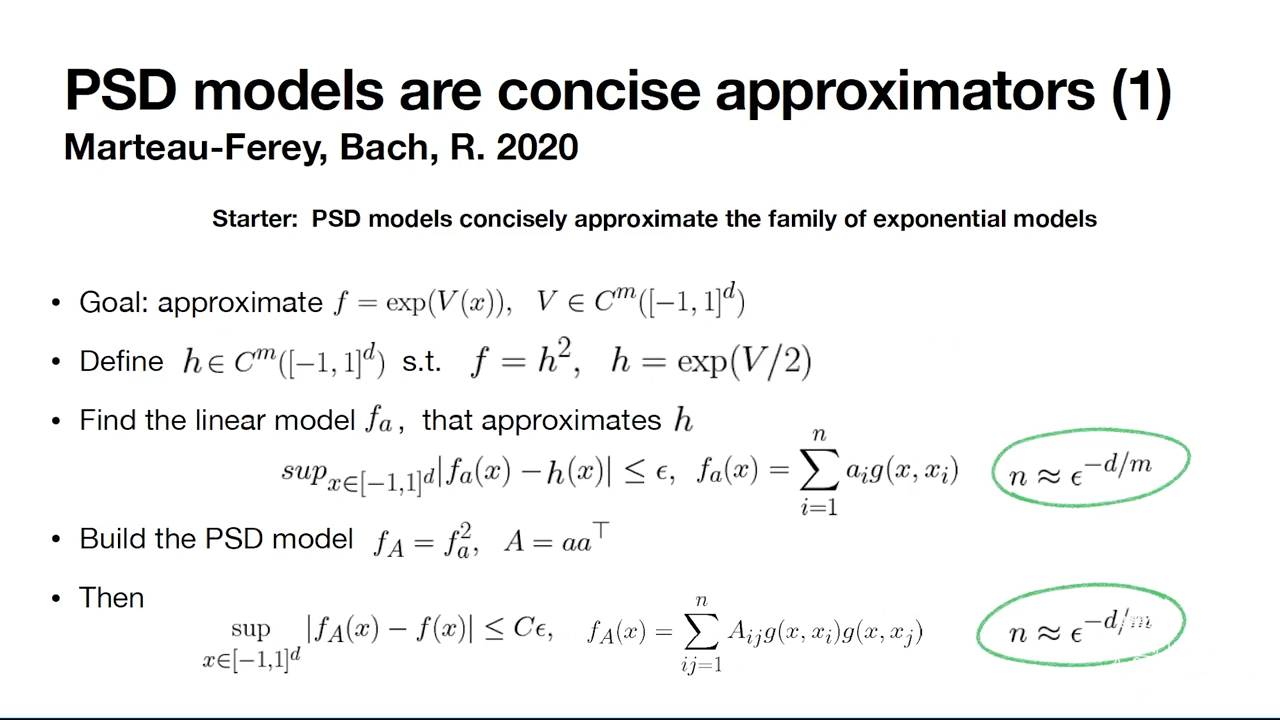 PSD models are concise approximators (1)
Marteau-Ferey, Bach, R. 2020
Starter: PSD models concisely approximate the family of exponential models
• Goal: approximate f = exp(V(x)), V ∈ C^m([−1, 1]^d)
• Define h ∈ C^m([−1, 1]^d) s.t. f = h^2, h = exp(V/2)
• Find the linear model f_a, that approximates h
sup_{x∈[−1,1]^d} |f_a(x) − h(x)| ≤ ϵ, f_a(x) = \sum_{i=1}^{n} a_i g(x, x_i) n ≈ ϵ^{−d/m}
• Build the PSD model f_A = f_a^2, A = aa^⊤
• Then
sup_{x∈[−1,1]^d} |f_A(x) − f(x)| ≤ Cϵ, f_A(x) = \sum_{ij=1}^{n} A_{ij} g(x, x_i) g(x, x_j) n ≈ ϵ^{−d/m}